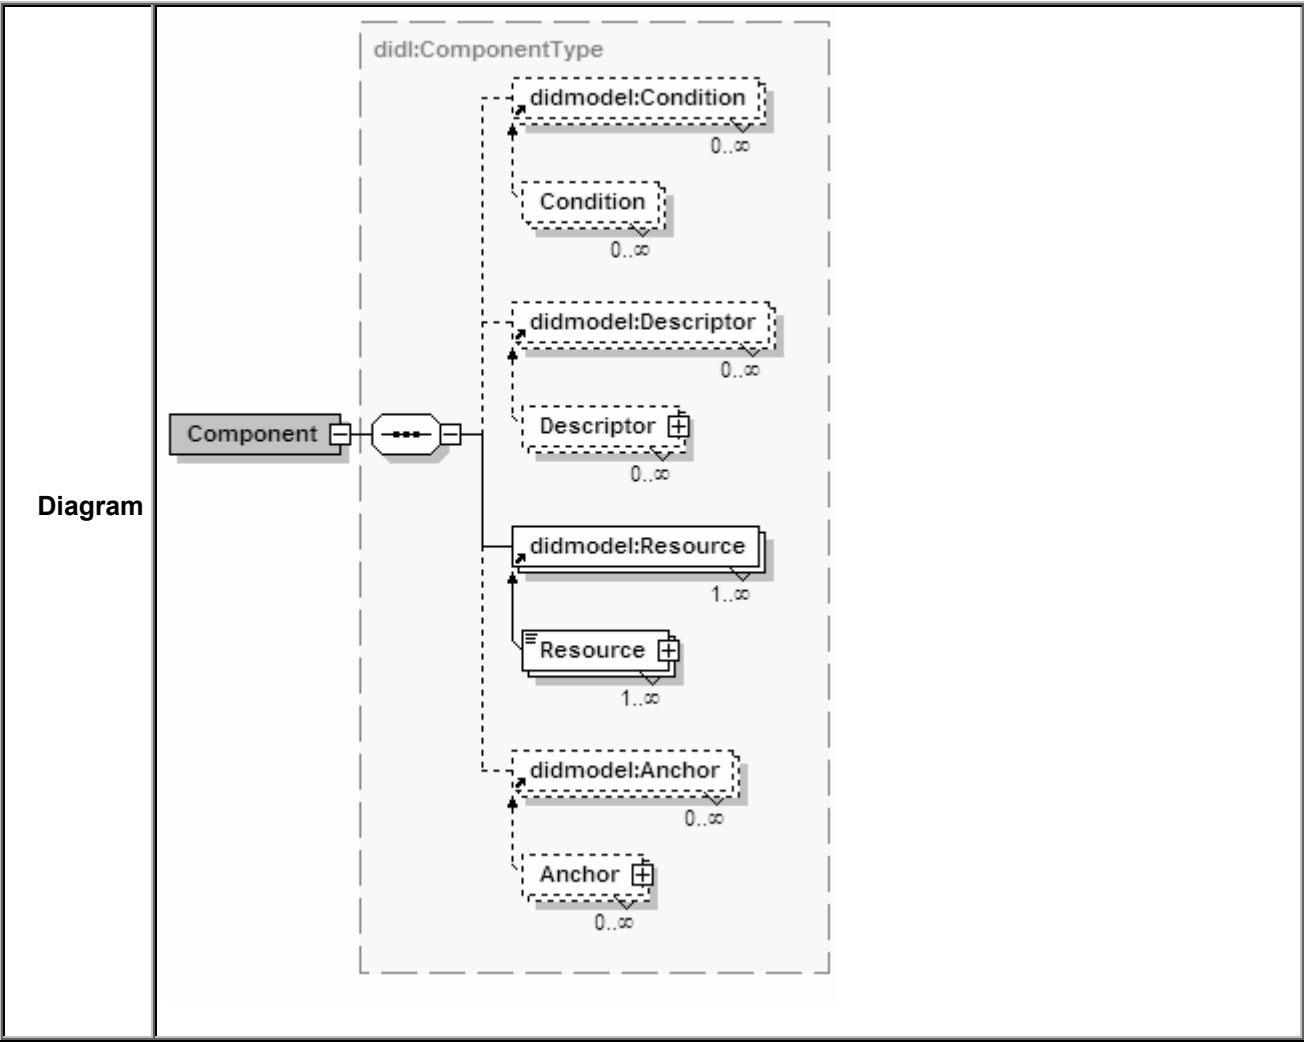 Diagram
didl:ComponentType
didmodel:Condition
0..∞
Condition
0..∞
didmodel:Descriptor
0..∞
Component
Descriptor
0..∞
didmodel:Resource
1..∞
Resource
1..∞
didmodel:Anchor
0..∞
Anchor
0..∞